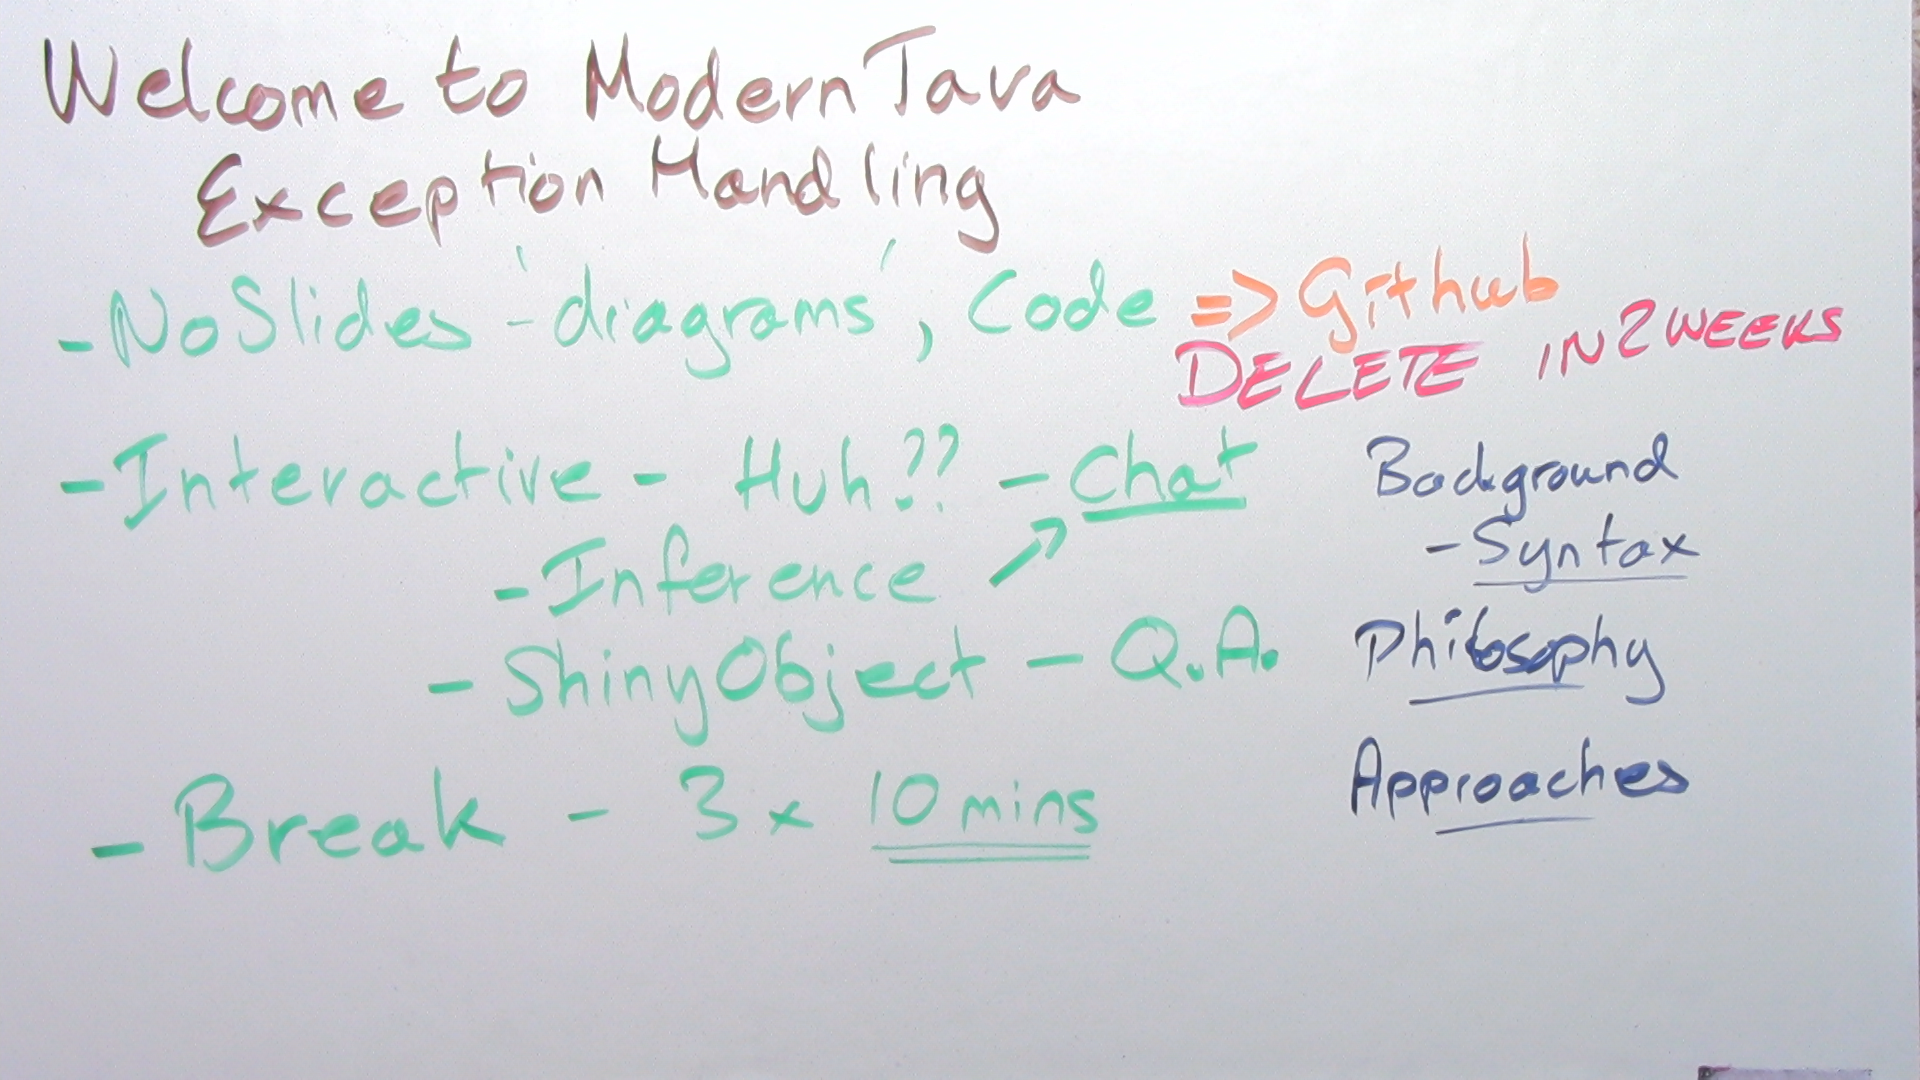 Welcome to Modern Java
Exception Handling
- No Slides - 'diagrams', Code => Github
DELETE IN 2 WEEKS
- Interactive - Huh?? - Chat
- Inference ↗
- Shiny Object - Q.A.
- Break - 3 x 10 mins
Background
- Syntax
Philosophy
Approaches